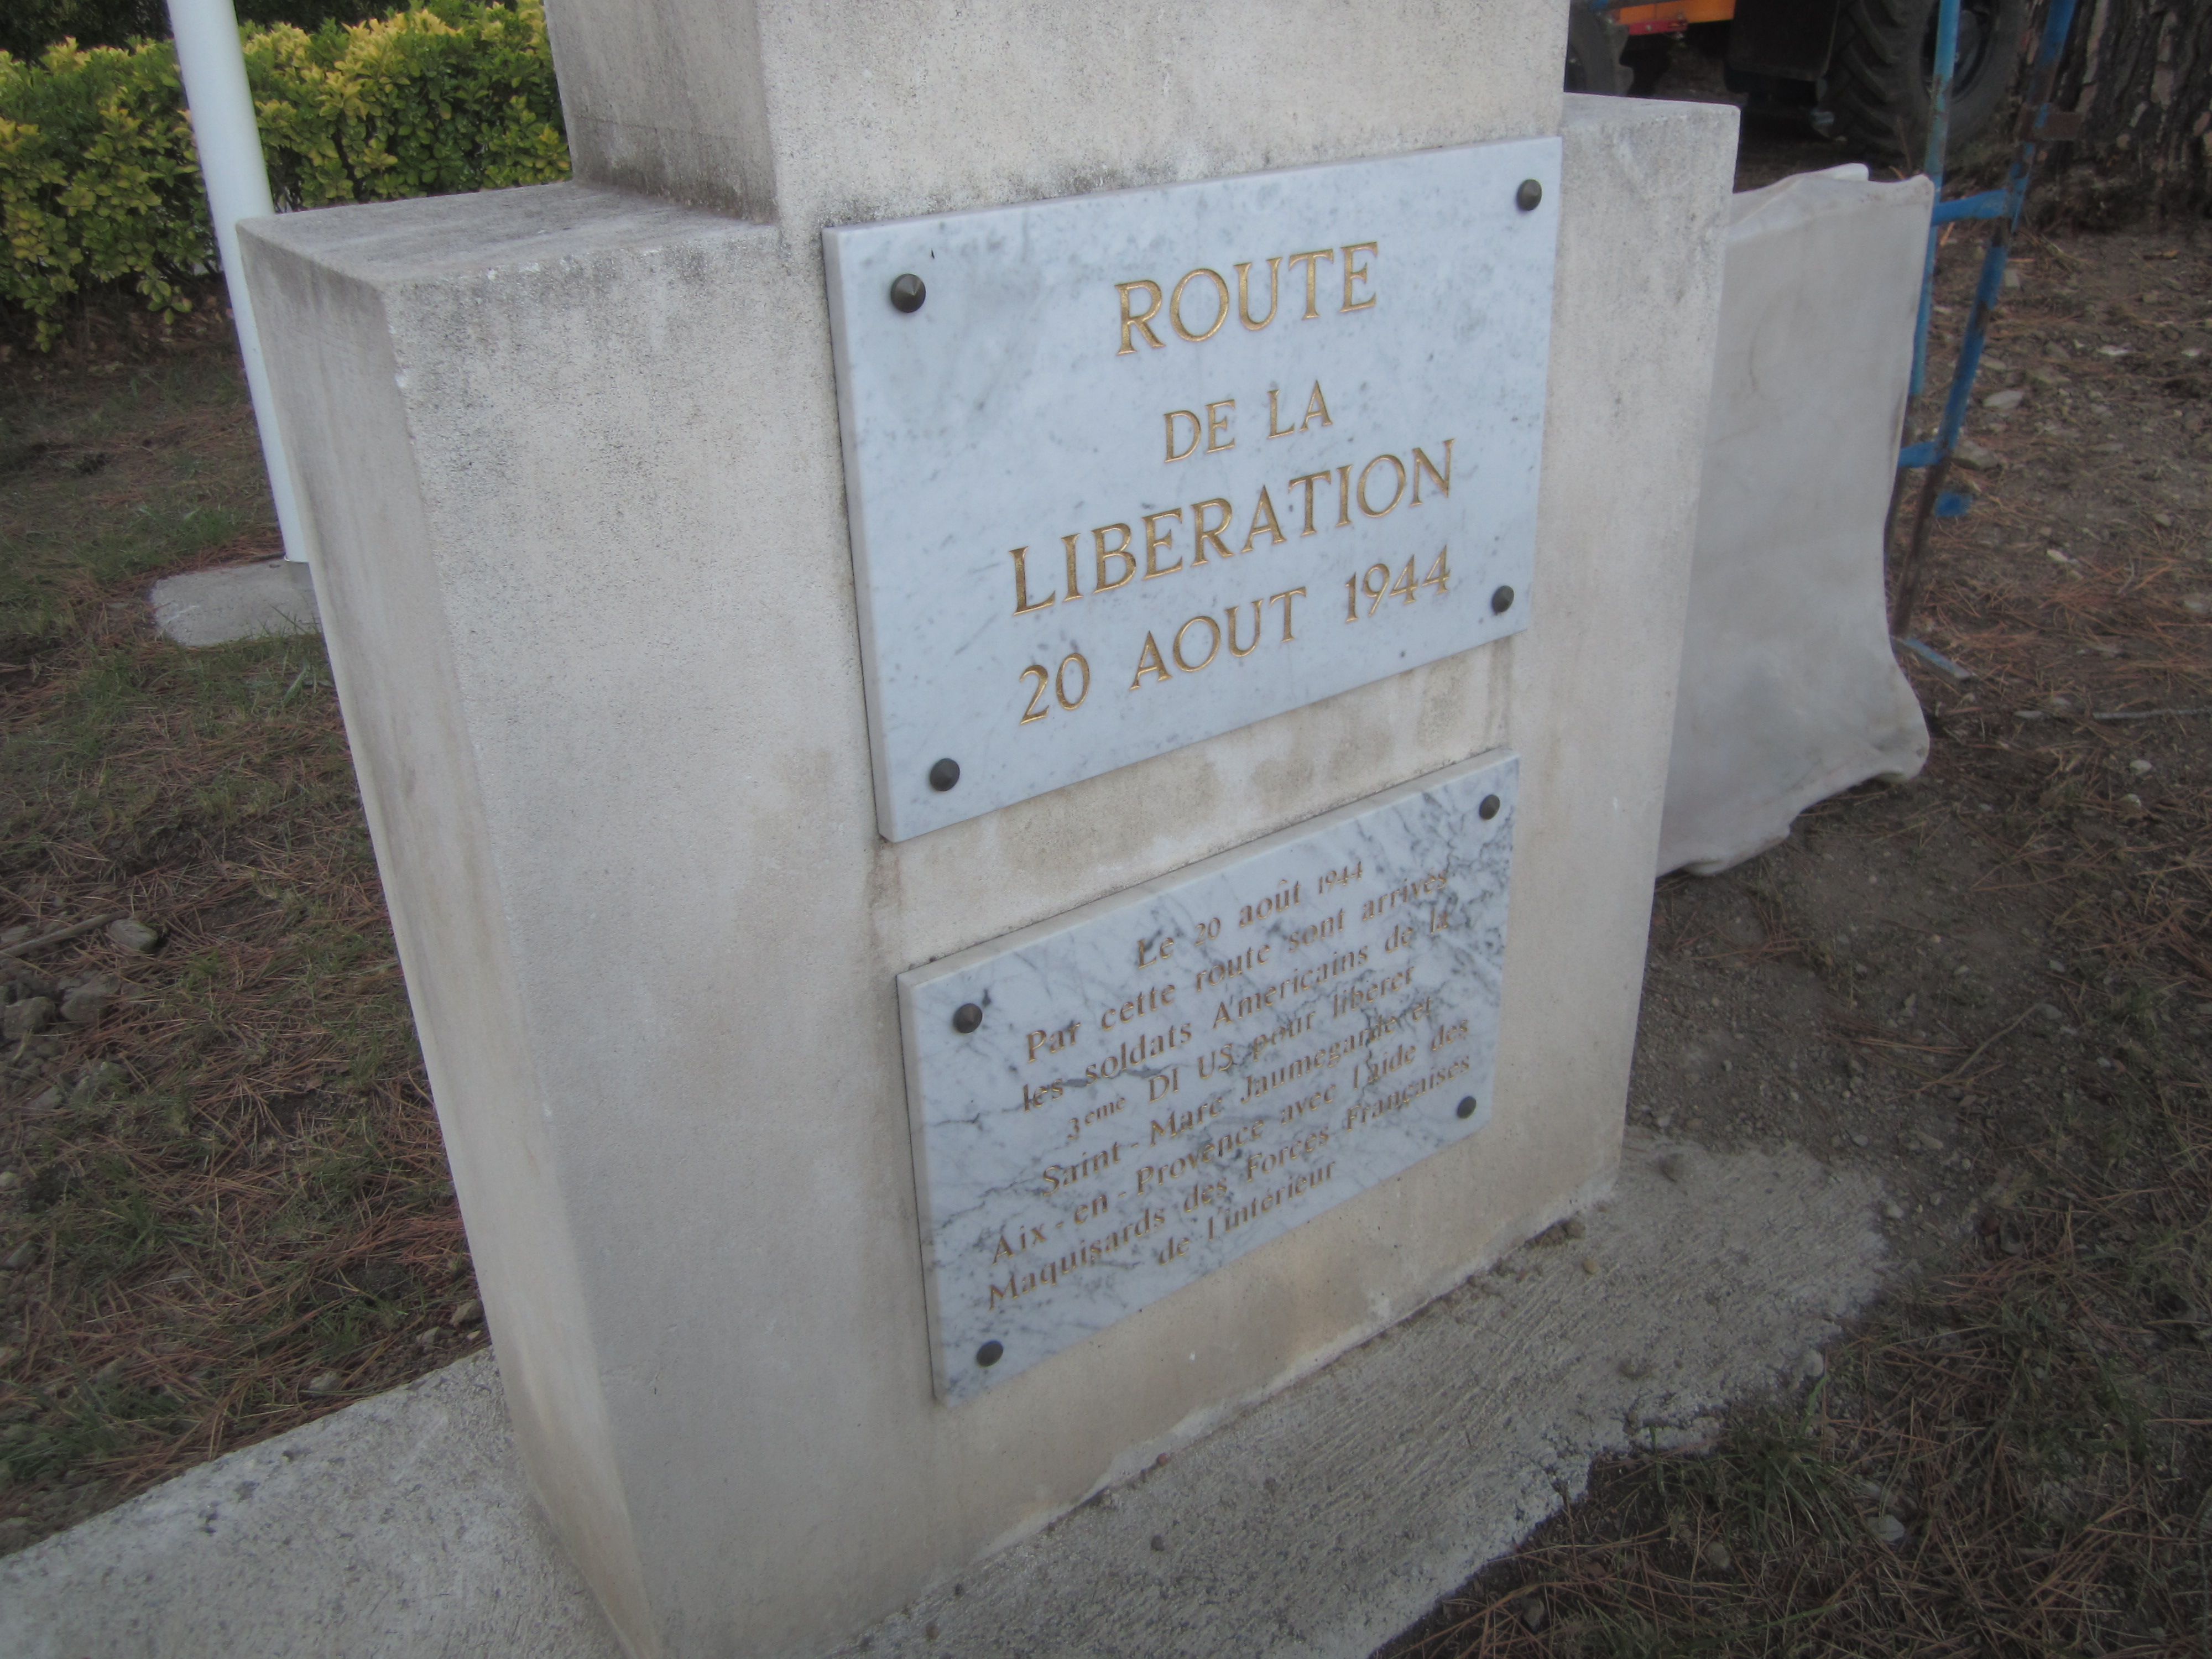 ROUTE
DE LA
LIBERATION
20 AOUT 1944
Le 20 août 1944
Par cette route sont arrivés
les soldats Américains de la
3eme DI US pour libérer
Saint-Marc Jaumegarde et
Aix-en-Provence avec l'aide des
Maquisards des Forces Françaises
de L'intérieur